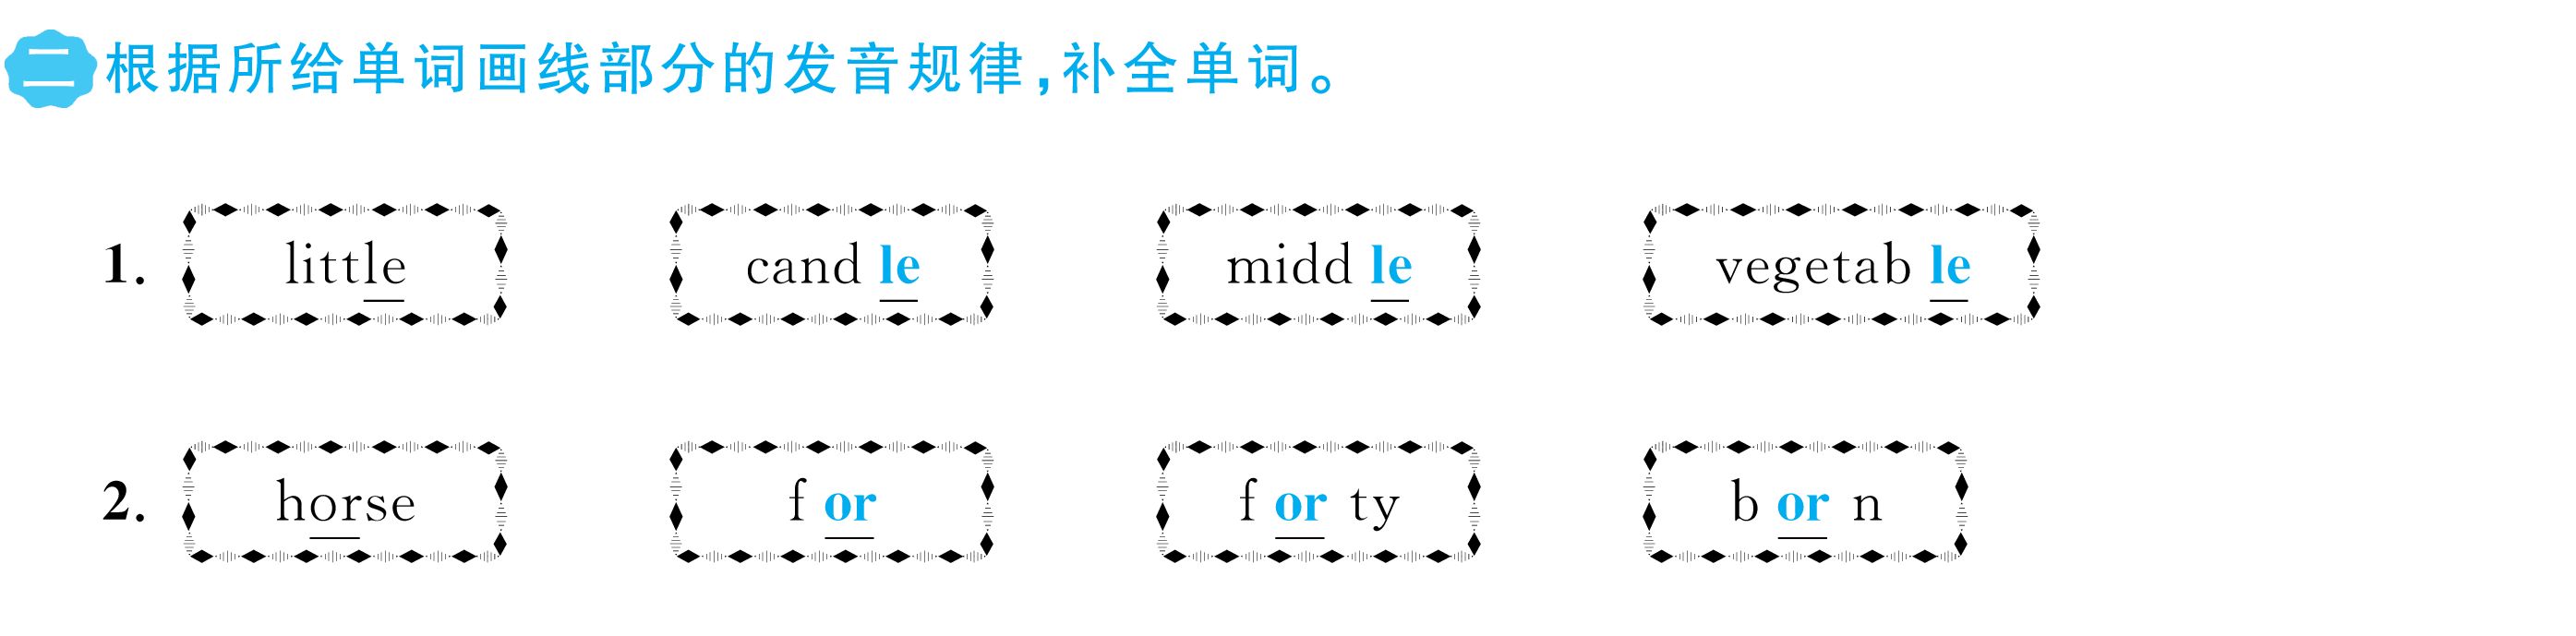 二 根据所给单词画线部分的发音规律,补全单词。
1. little cand le midd le vegetab le
2. horse f or f or ty b or n